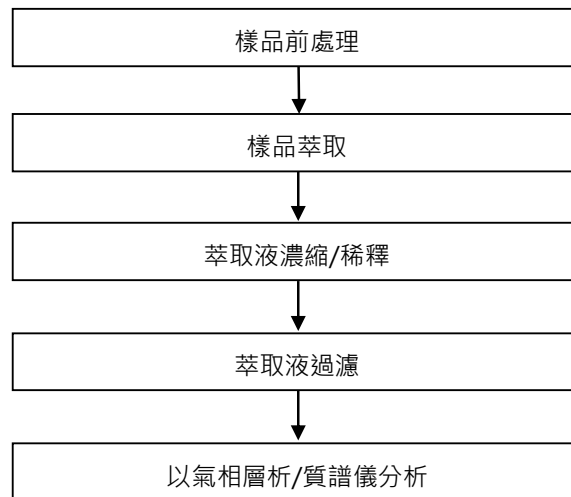 樣品前處理
樣品萃取
萃取液濃縮/稀釋
萃取液過濾
以氣相層析/質譜儀分析